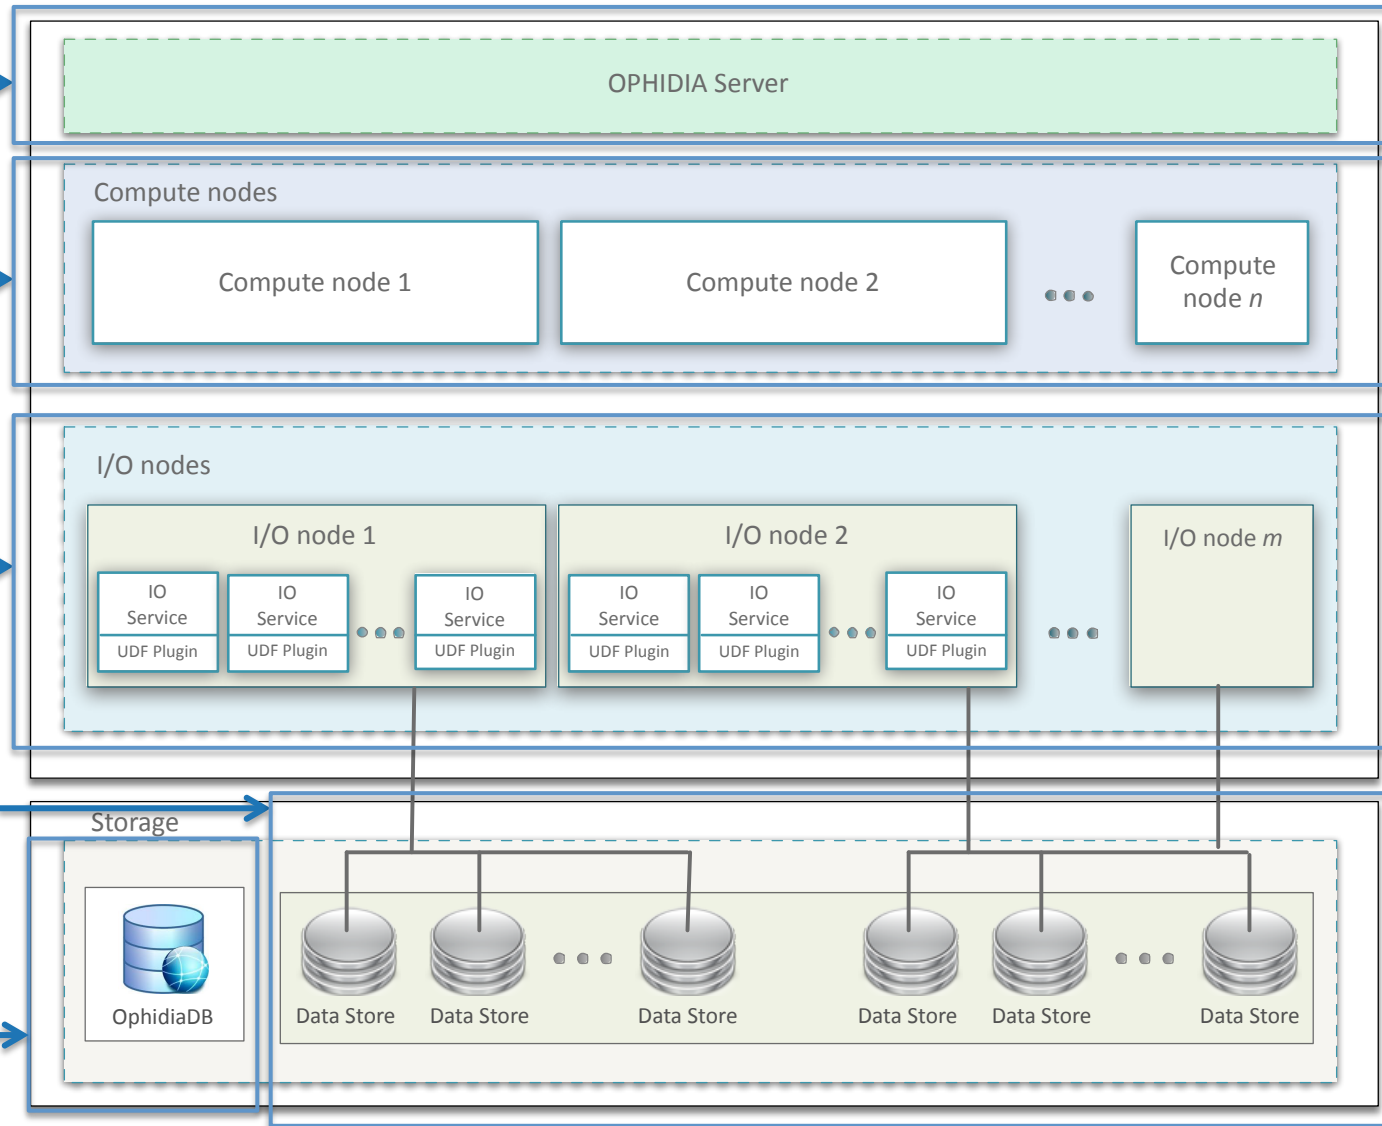 OPHIDIA Server
Compute nodes
Compute node 1
Compute node 2
Compute
node n
I/O nodes
I/O node 1
IO
Service
UDF Plugin
IO
Service
UDF Plugin
IO
Service
UDF Plugin
I/O node 2
IO
Service
UDF Plugin
IO
Service
UDF Plugin
IO
Service
UDF Plugin
I/O node m
Storage
OphidiaDB
Data Store
Data Store
Data Store
Data Store
Data Store
Data Store